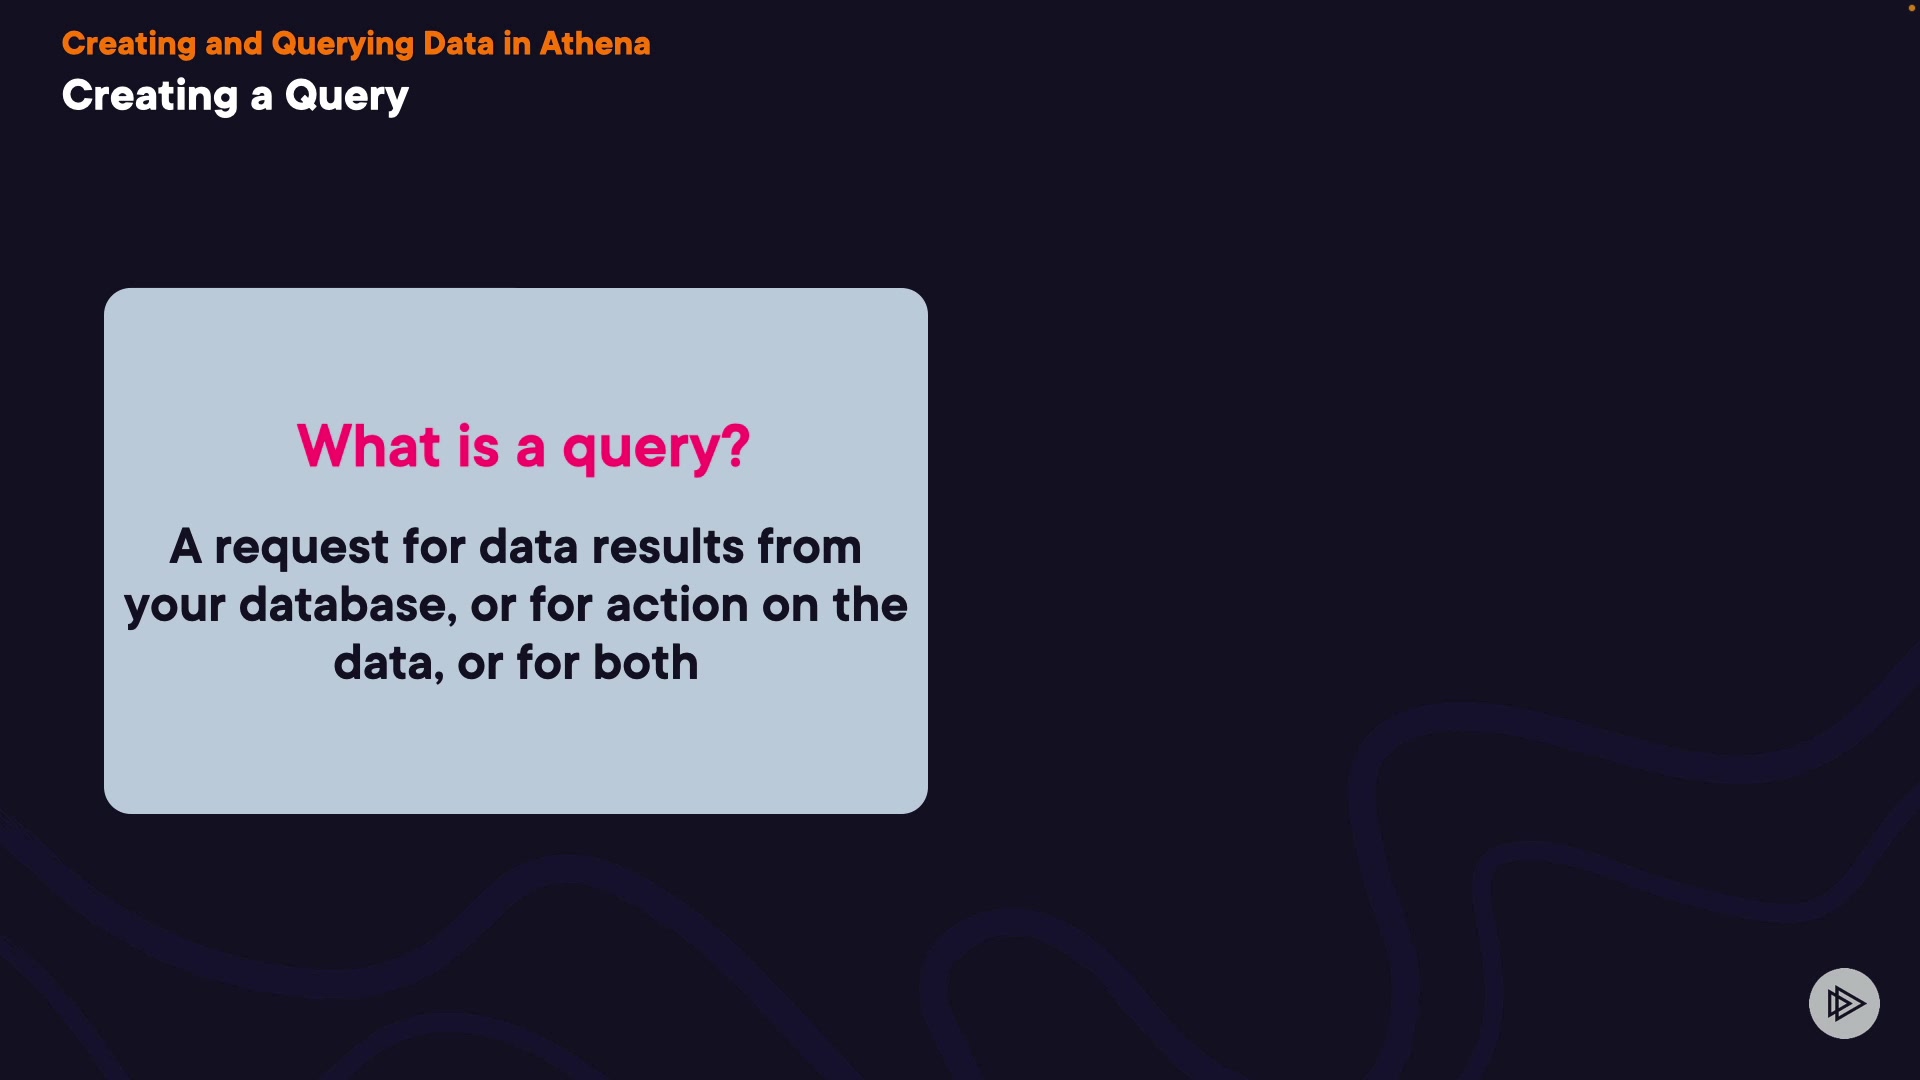 Creating and Querying Data in Athena
Creating a Query
What is a query?
A request for data results from
your database, or for action on the
data, or for both